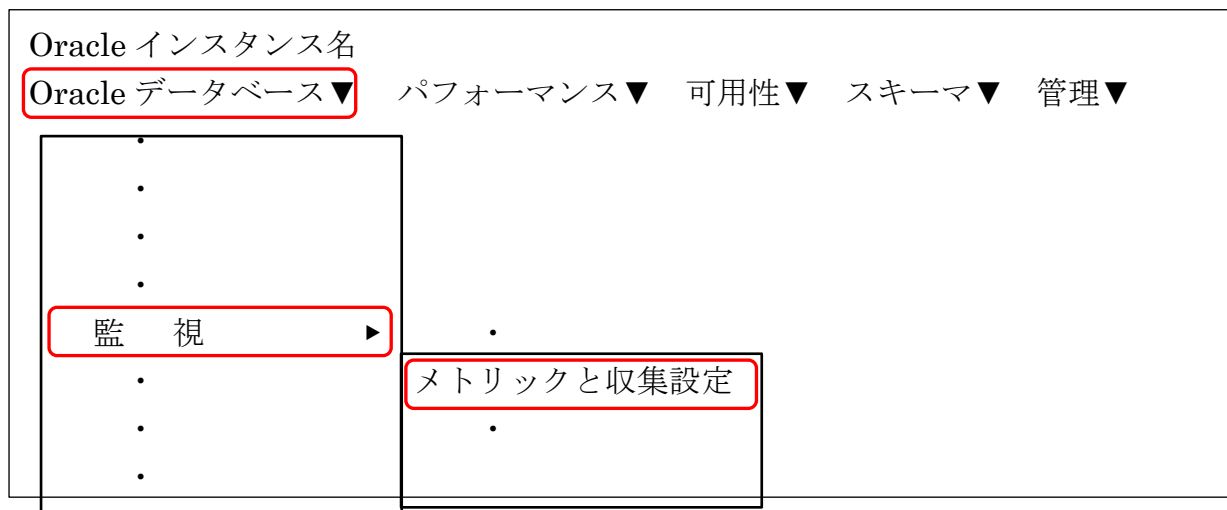 Oracle インスタンス名
Oracle データベース▼ パフォーマンス▼ 可用性▼ スキーマ▼ 管理▼
・
・
・
・
監 視 ▶ ・
・ メトリックと収集設定
・ ・
・